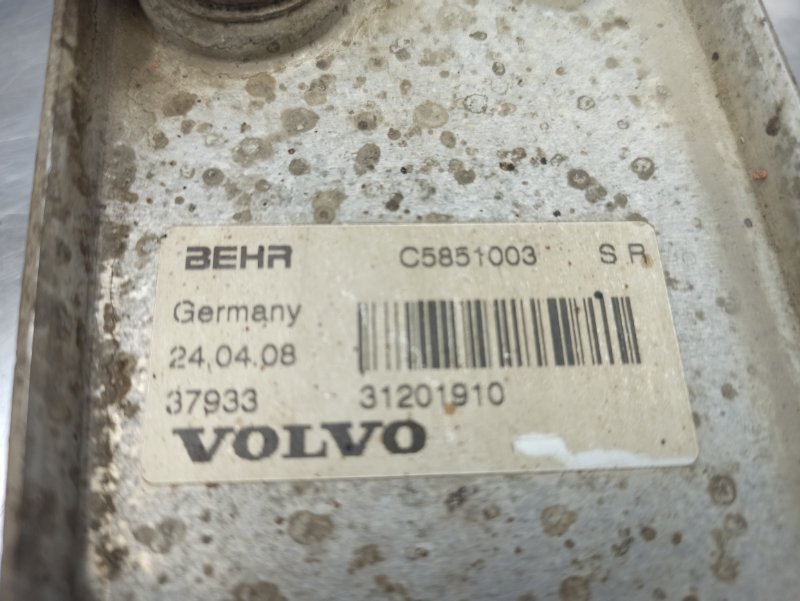 BEHR C5851003 S R
Germany
24.04.08
37933 31201910
VOLVO